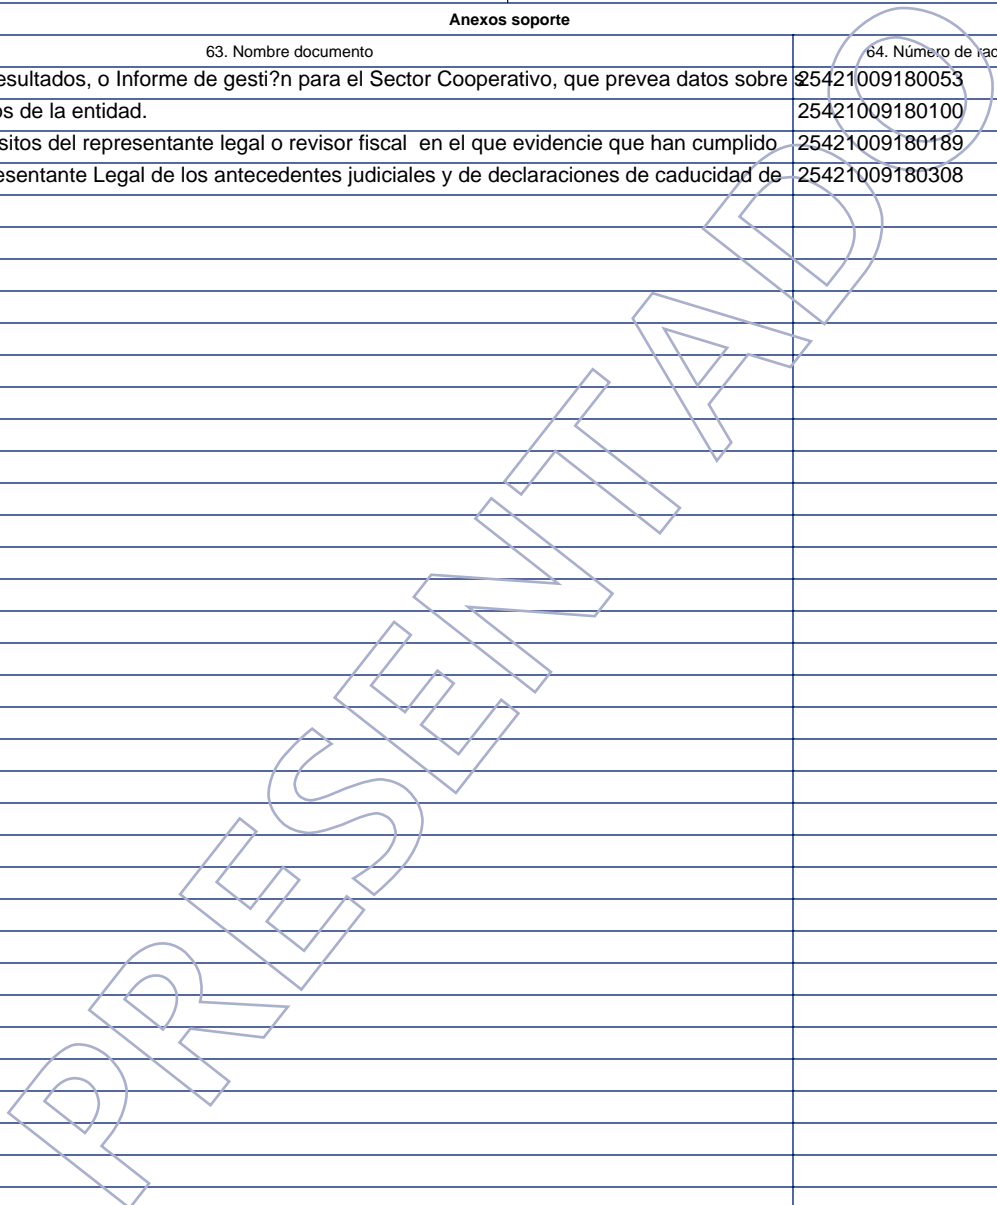 Anexos soporte
63. Nombre documento 64. Número de rad
esultados, o Informe de gesti?n para el Sector Cooperativo, que prevea datos sobre s 25421009180053
os de la entidad. 25421009180100
sitos del representante legal o revisor fiscal en el que evidencie que han cumplido 25421009180189
esentante Legal de los antecedentes judiciales y de declaraciones de caducidad de 25421009180308
PRESENTADO